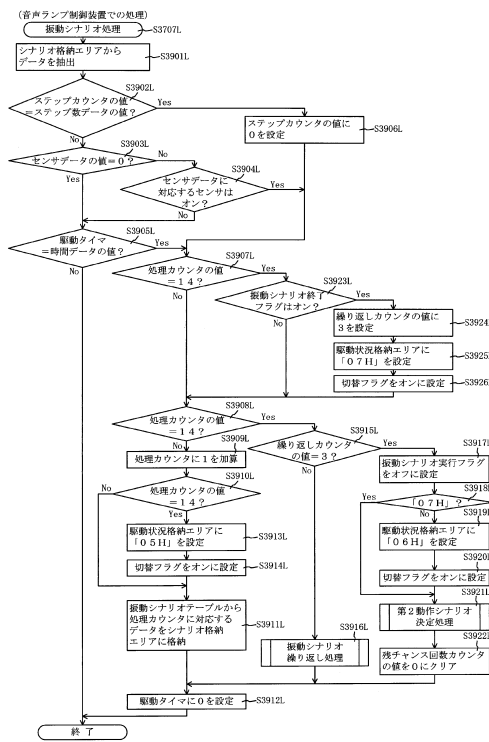 (音声ランプ制御装置での処理)
振動シナリオ処理
S3707L
シナリオ格納エリアから
データを抽出
S3901L
ステップカウンタの値
=ステップ数データの値?
S3902L
Yes
No
ステップカウンタの値に
0を設定
S3906L
センサデータの値=0?
S3903L
No
Yes
センサデータに
対応するセンサは
オン?
S3904L
Yes
No
駆動タイマ
=時間データの値?
S3905L
Yes
No
処理カウンタの値
=14?
S3907L
Yes
No
振動シナリオ終了
フラグはオン?
S3923L
Yes
No
繰り返しカウンタの値に
3を設定
S3924
駆動状況格納エリアに
「07H」を設定
S3925
切替フラグをオンに設定
S3926
処理カウンタの値
=14?
S3908L
Yes
No
処理カウンタに1を加算
S3909L
処理カウンタの値
=14?
S3910L
No
Yes
駆動状況格納エリアに
「05H」を設定
S3913L
切替フラグをオンに設定
S3914L
振動シナリオテーブルから
処理カウンタに対応する
データをシナリオ格納
エリアに格納
S3911L
繰り返しカウンタ
の値=3?
S3915L
Yes
No
振動シナリオ
繰り返し処理
S3916L
振動シナリオ実行フラグ
をオフに設定
S3917
「07H」?
S3918
Yes
No
駆動状況格納エリアに
「06H」を設定
S3919
切替フラグをオンに設定
S3920
第2動作シナリオ
決定処理
S3921L
残チャンス回数カウンタ
の値を0にクリア
S3922
駆動タイマに0を設定
S3912L
終了